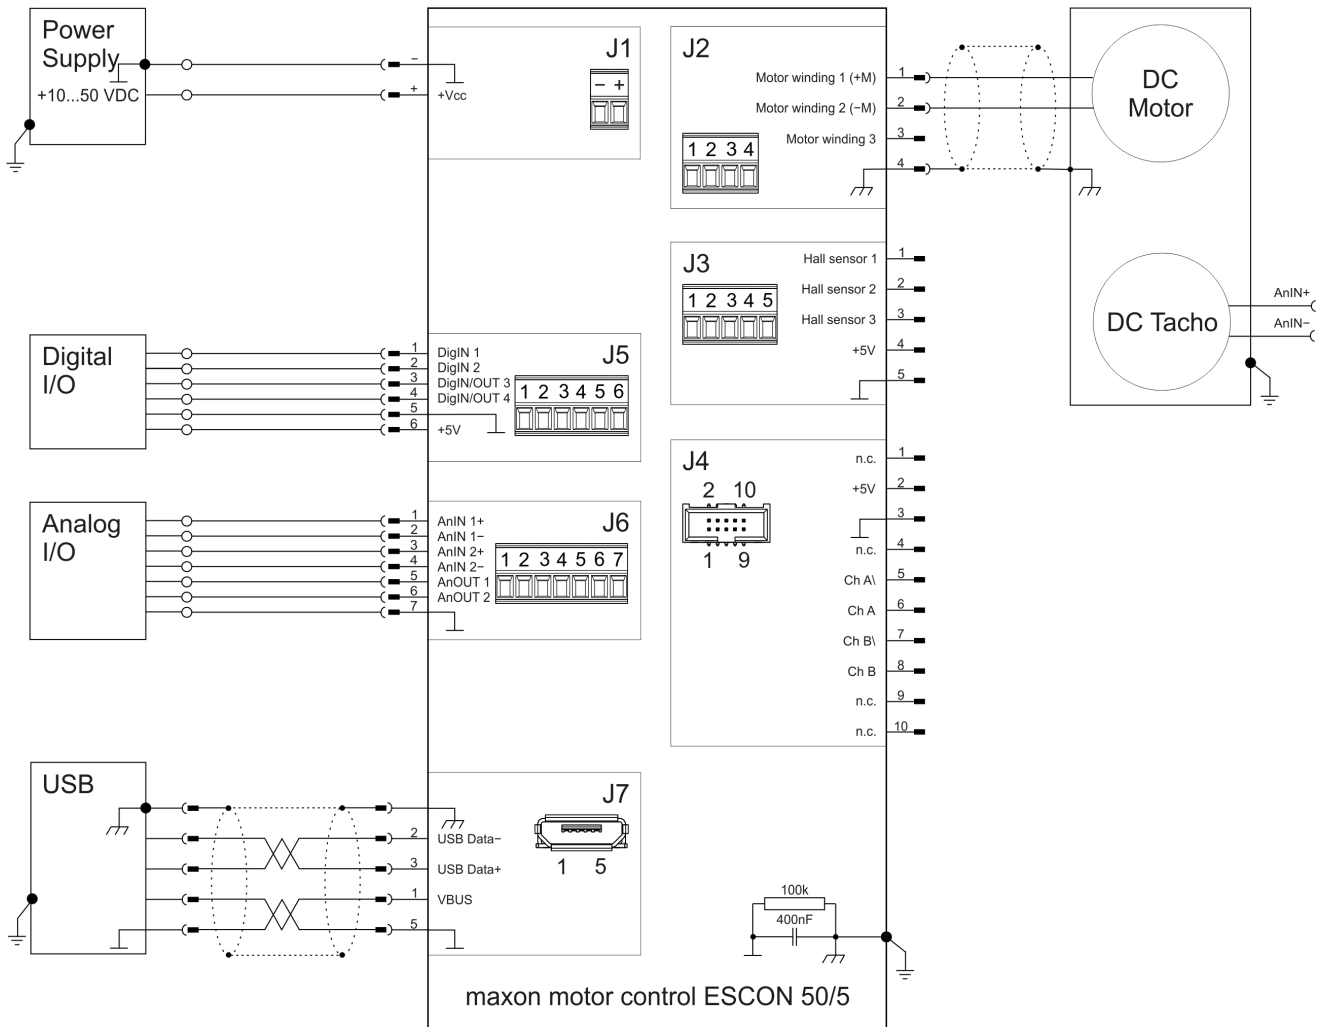 Power
Supply
+10...50 VDC
−
+
+Vcc
J1
− +
J2
Motor winding 1 (+M)
1
Motor winding 2 (−M)
2
Motor winding 3
3
4
1 2 3 4
DC
Motor
J3
Hall sensor 1
1
Hall sensor 2
2
Hall sensor 3
3
+5V
4
5
1 2 3 4 5
DC Tacho
AnIN+
AnIN−
Digital
I/O
1
DigIN 1
2
DigIN 2
3
DigIN/OUT 3
4
DigIN/OUT 4
5
6
+5V
J5
1 2 3 4 5 6
J4
2 10
1 9
n.c.
1
+5V
2
3
n.c.
4
Ch A\
5
Ch A
6
Ch B\
7
Ch B
8
n.c.
9
n.c.
10
Analog
I/O
1
AnIN 1+
2
AnIN 1−
3
AnIN 2+
4
AnIN 2−
5
AnOUT 1
6
AnOUT 2
7
J6
1 2 3 4 5 6 7
USB
2
USB Data−
3
USB Data+
1
VBUS
5
J7
1 5
100k
400nF
maxon motor control ESCON 50/5